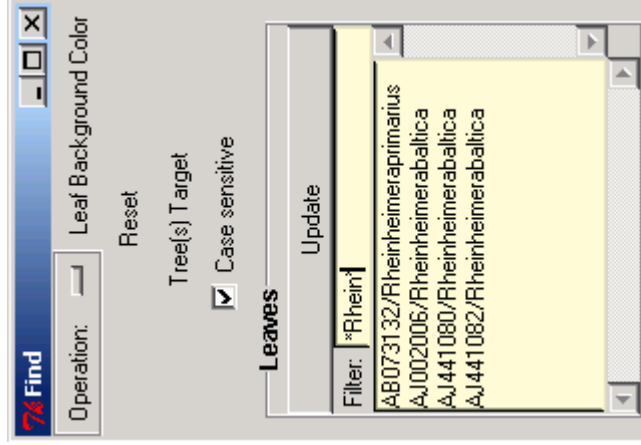 Find
Operation: Leaf Background Color
Reset
Tree(s) Target
Case sensitive
Leaves
Update
Filter: *Rhein*
AB073132/Rheinheimeraprimarius
AJ002006/Rheinheimerabaltica
AJ441080/Rheinheimerabaltica
AJ441082/Rheinheimerabaltica